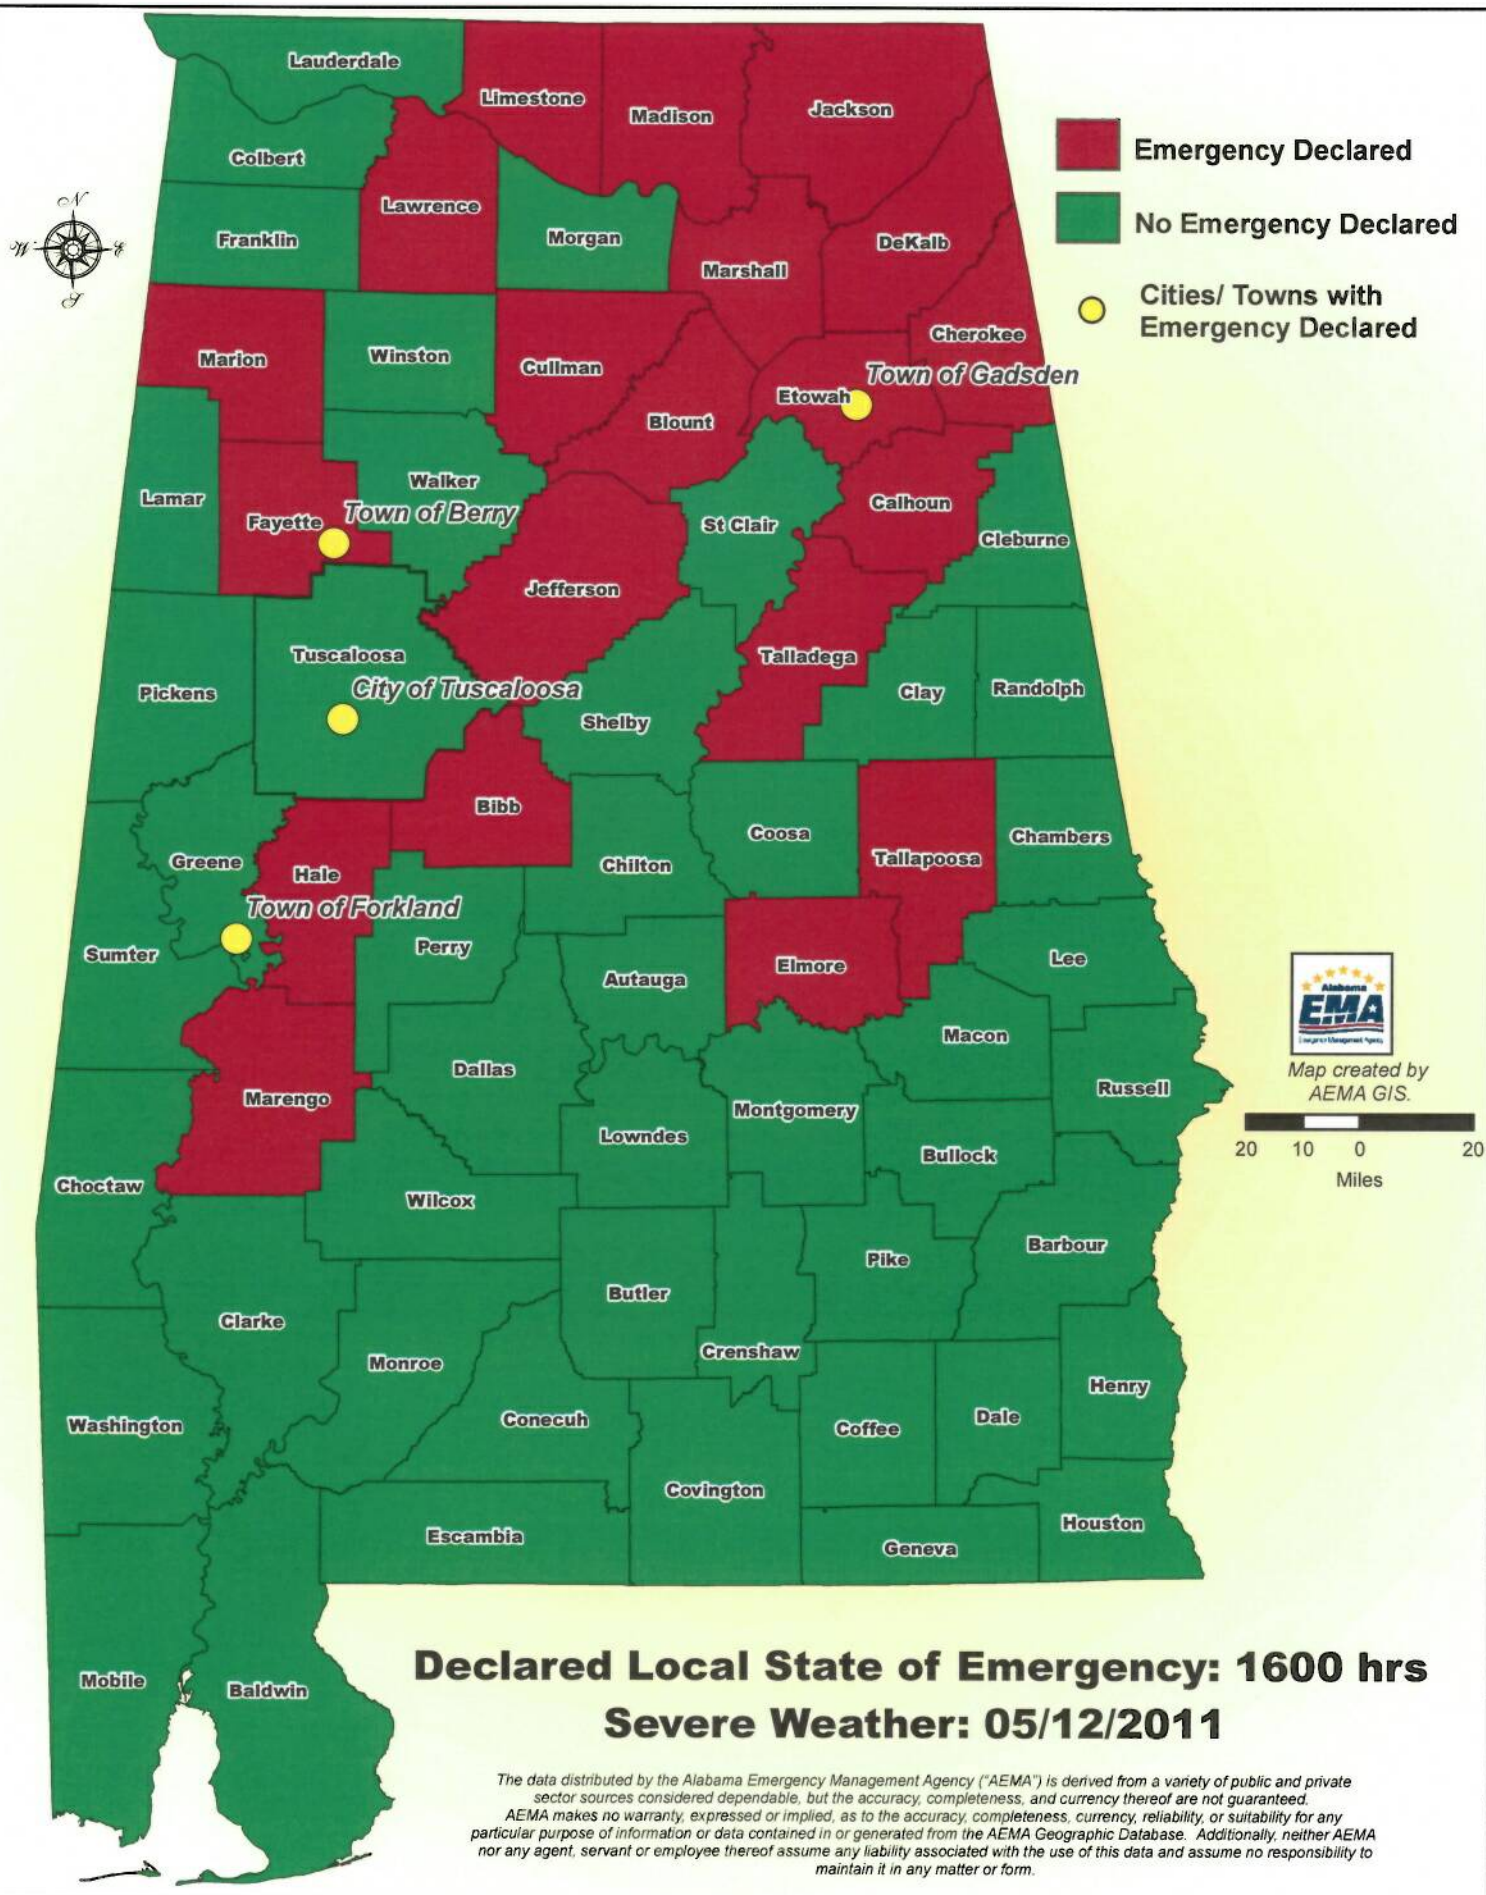 Lauderdale
Limestone
Madison
Jackson
Colbert
Lawrence
Franklin
Morgan
Marshall
DeKalb
Cherokee
Marion
Winston
Cullman
Etowah
Town of Gadsden
Blount
Walker
Lamar
Fayette
Town of Berry
St Clair
Calhoun
Cleburne
Jefferson
Tuscaloosa
City of Tuscaloosa
Pickens
Shelby
Talladega
Clay
Randolph
Bibb
Greene
Hale
Town of Forkland
Chilton
Coosa
Tallapoosa
Chambers
Sumter
Perry
Autauga
Elmore
Lee
Macon
Dallas
Marengo
Lowndes
Montgomery
Russell
Bullock
Choctaw
Wilcox
Pike
Barbour
Butler
Clarke
Crenshaw
Monroe
Henry
Washington
Conecuh
Coffee
Dale
Covington
Escambia
Geneva
Houston
Mobile
Baldwin
N
W
E
S
Emergency Declared
No Emergency Declared
Cities/ Towns with
Emergency Declared
Alabama
EMA
Emergency Management Agency
Map created by
AEMA GIS.
20 10 0 20
Miles
Declared Local State of Emergency: 1600 hrs
Severe Weather: 05/12/2011
The data distributed by the Alabama Emergency Management Agency ("AEMA") is derived from a variety of public and private
sector sources considered dependable, but the accuracy, completeness, and currency thereof are not guaranteed.
AEMA makes no warranty, expressed or implied, as to the accuracy, completeness, currency, reliability, or suitability for any
particular purpose of information or data contained in or generated from the AEMA Geographic Database. Additionally, neither AEMA
nor any agent, servant or employee thereof assume any liability associated with the use of this data and assume no responsibility to
maintain it in any matter or form.